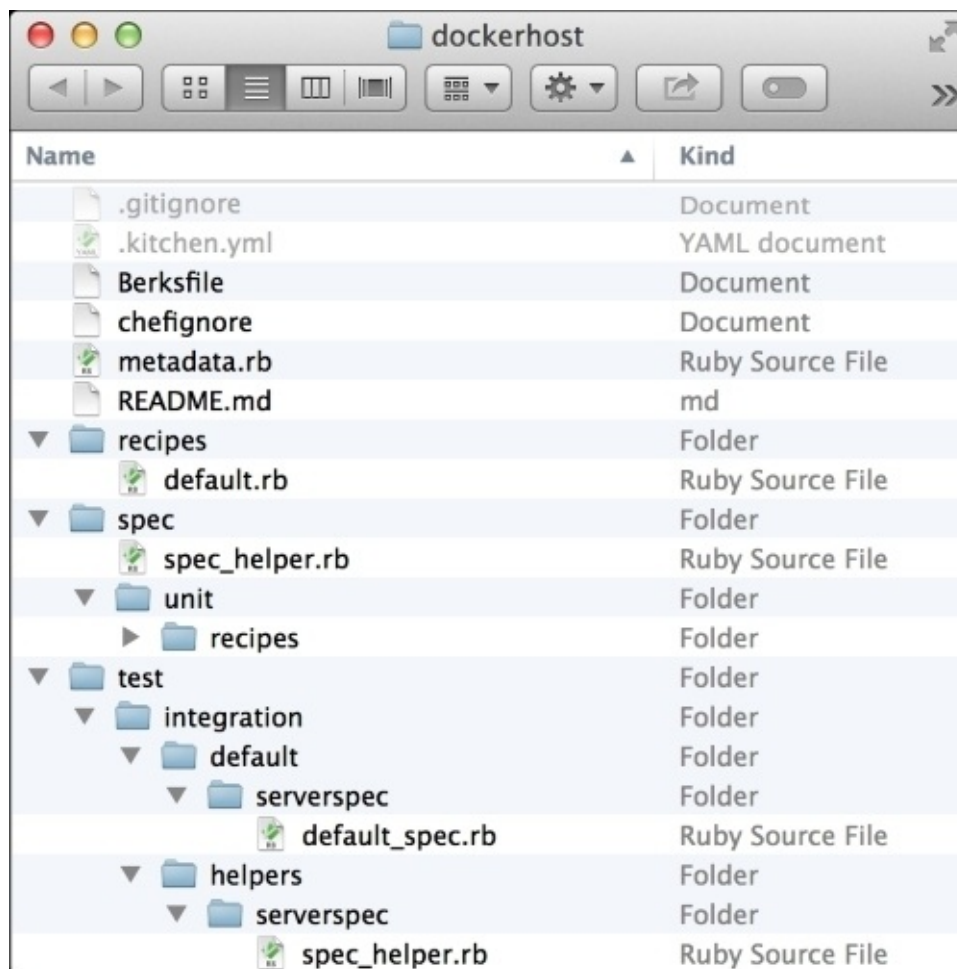 dockerhost
Name Kind
.gitignore Document
.kitchen.yml YAML document
Berksfile Document
chefignore Document
metadata.rb Ruby Source File
README.md md
recipes Folder
default.rb Ruby Source File
spec Folder
spec_helper.rb Ruby Source File
unit Folder
recipes Folder
test Folder
integration Folder
default Folder
serverspec Folder
default_spec.rb Ruby Source File
helpers Folder
serverspec Folder
spec_helper.rb Ruby Source File